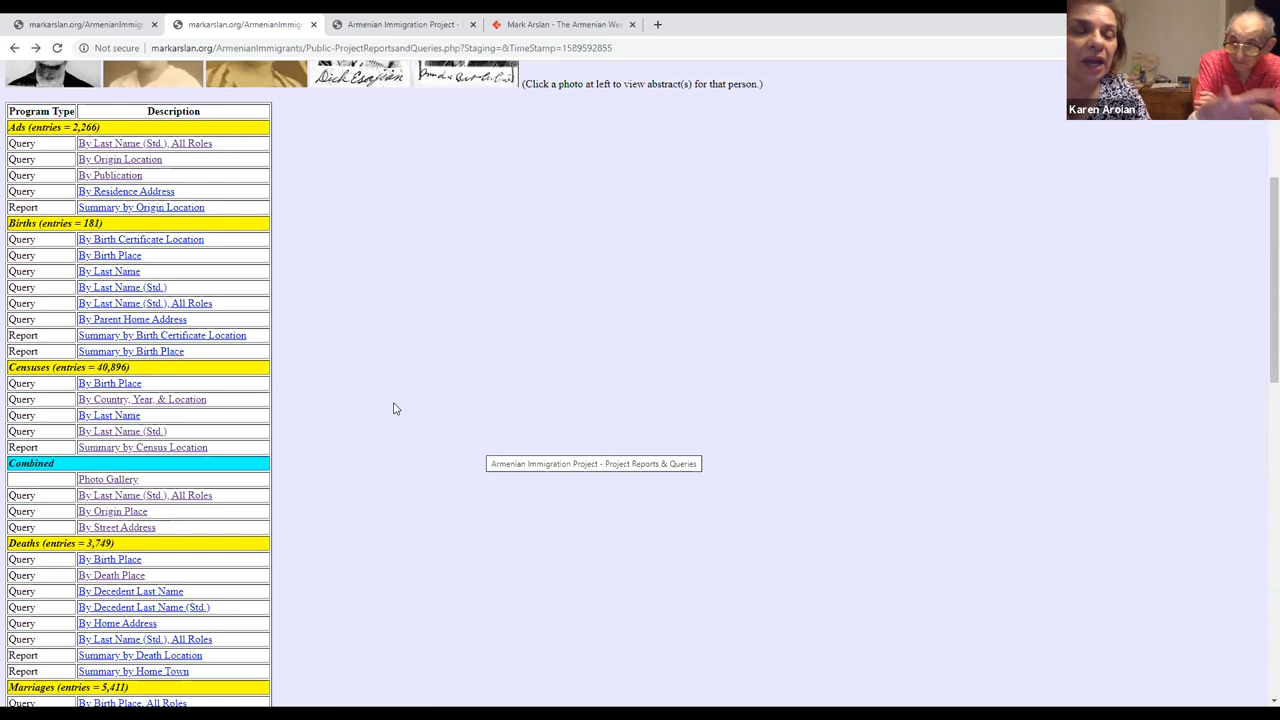 markarslan.org/ArmenianImmig
markarslan.org/ArmenianImmig
Armenian Immigration Project -
Mark Arslan - The Armenian Wee
Not secure
markarslan.org/ArmenianImmigrants/Public-ProjectReportsandQueries.php?Staging=&TimeStamp=1589592855
Dick Esajian
(Click a photo at left to view abstract(s) for that person.)
Karen Aroian
Program Type Description
Ads (entries = 2,266)
Query By Last Name (Std.), All Roles
Query By Origin Location
Query By Publication
Query By Residence Address
Report Summary by Origin Location
Births (entries = 181)
Query By Birth Certificate Location
Query By Birth Place
Query By Last Name
Query By Last Name (Std.)
Query By Last Name (Std.), All Roles
Query By Parent Home Address
Report Summary by Birth Certificate Location
Report Summary by Birth Place
Censuses (entries = 40,896)
Query By Birth Place
Query By Country, Year, & Location
Query By Last Name
Query By Last Name (Std.)
Report Summary by Census Location
Combined
Photo Gallery
Query By Last Name (Std.), All Roles
Query By Origin Place
Query By Street Address
Armenian Immigration Project - Project Reports & Queries
Deaths (entries = 3,749)
Query By Birth Place
Query By Death Place
Query By Decedent Last Name
Query By Decedent Last Name (Std.)
Query By Home Address
Query By Last Name (Std.), All Roles
Report Summary by Death Location
Report Summary by Home Town
Marriages (entries = 5,411)
Query By Birth Place, All Roles